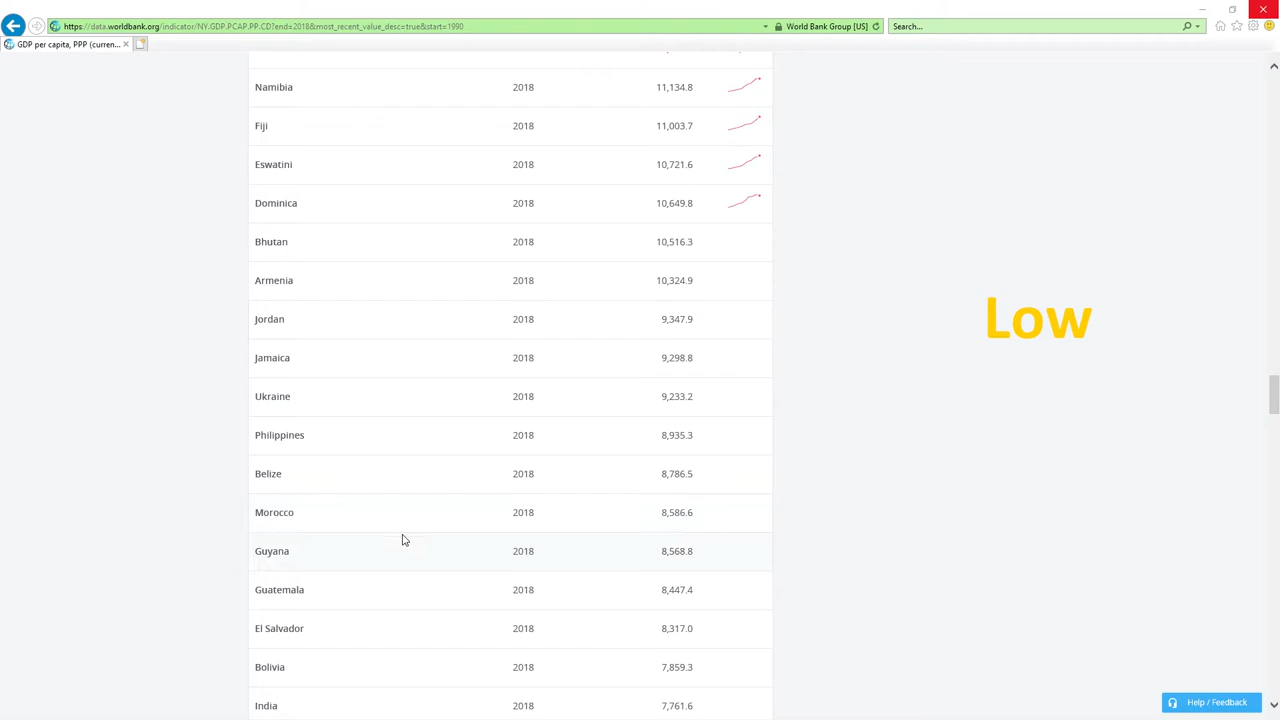 https://data.worldbank.org/indicator/NY.GDP.PCAP.PP.CD?end=2018&most_recent_value_desc=true&start=1990 World Bank Group [US] Search...
GDP per capita, PPP (curren...
Namibia 2018 11,134.8
Fiji 2018 11,003.7
Eswatini 2018 10,721.6
Dominica 2018 10,649.8
Bhutan 2018 10,516.3
Armenia 2018 10,324.9
Jordan 2018 9,347.9
Low
Jamaica 2018 9,298.8
Ukraine 2018 9,233.2
Philippines 2018 8,935.3
Belize 2018 8,786.5
Morocco 2018 8,586.6
Guyana 2018 8,568.8
Guatemala 2018 8,447.4
El Salvador 2018 8,317.0
Bolivia 2018 7,859.3
India 2018 7,761.6
Help / Feedback